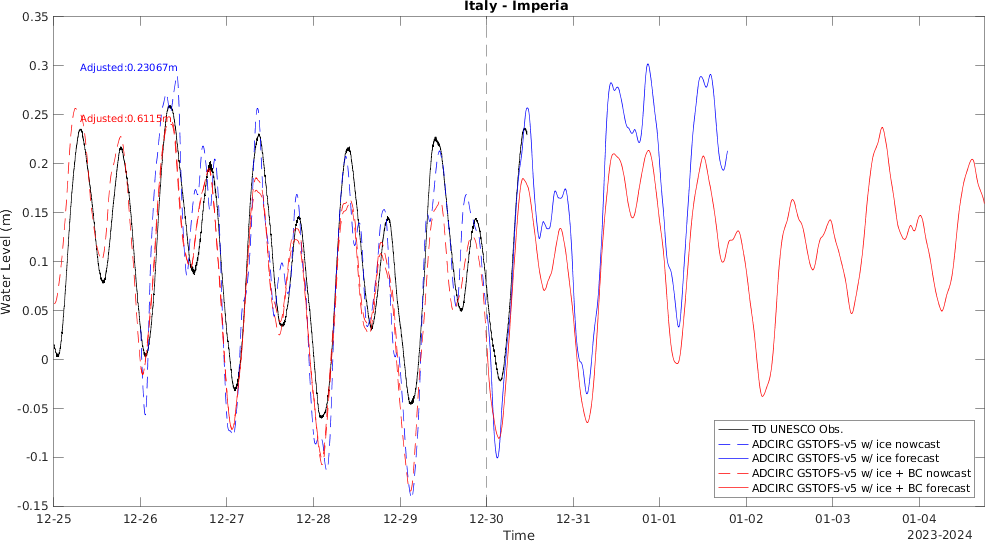 Italy - Imperia
0.35
0.3
0.25
0.2
0.15
0.1
0.05
0
-0.05
-0.1
-0.15
Water Level (m)
Adjusted:0.23067m
Adjusted:0.6115m
TD UNESCO Obs.
ADCIRC GSTOFS-v5 w/ ice nowcast
ADCIRC GSTOFS-v5 w/ ice forecast
ADCIRC GSTOFS-v5 w/ ice + BC nowcast
ADCIRC GSTOFS-v5 w/ ice + BC forecast
12-25 12-26 12-27 12-28 12-29 12-30 12-31 01-01 01-02 01-03 01-04
Time
2023-2024